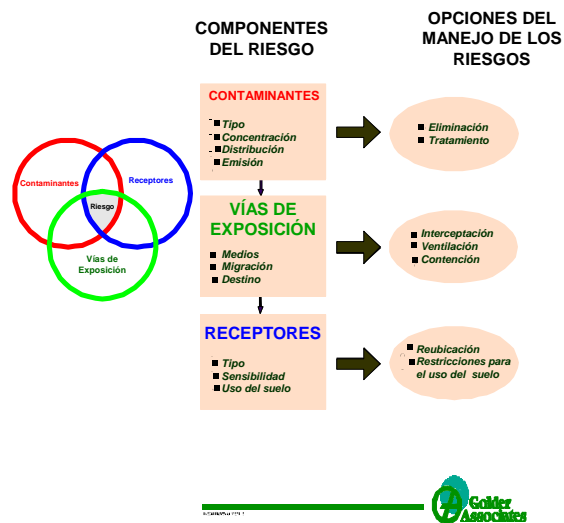 COMPONENTES
DEL RIESGO
OPCIONES DEL
MANEJO DE LOS
RIESGOS
Contaminantes
Receptores
Riesgo
Vías de
Exposición
CONTAMINANTES
Tipo
Concentración
Distribución
Emisión
Eliminación
Tratamiento
VÍAS DE
EXPOSICIÓN
Medios
Migración
Destino
Interceptación
Ventilación
Contención
RECEPTORES
Tipo
Sensibilidad
Uso del suelo
Reubicación
Restricciones para
el uso del suelo
Golder
Associates